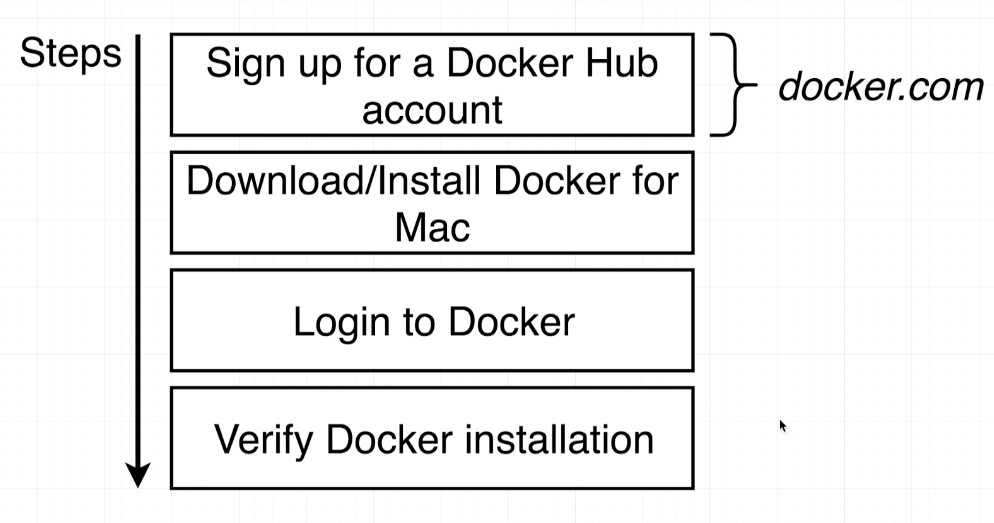 Steps
Sign up for a Docker Hub
account
docker.com
Download/Install Docker for
Mac
Login to Docker
Verify Docker installation